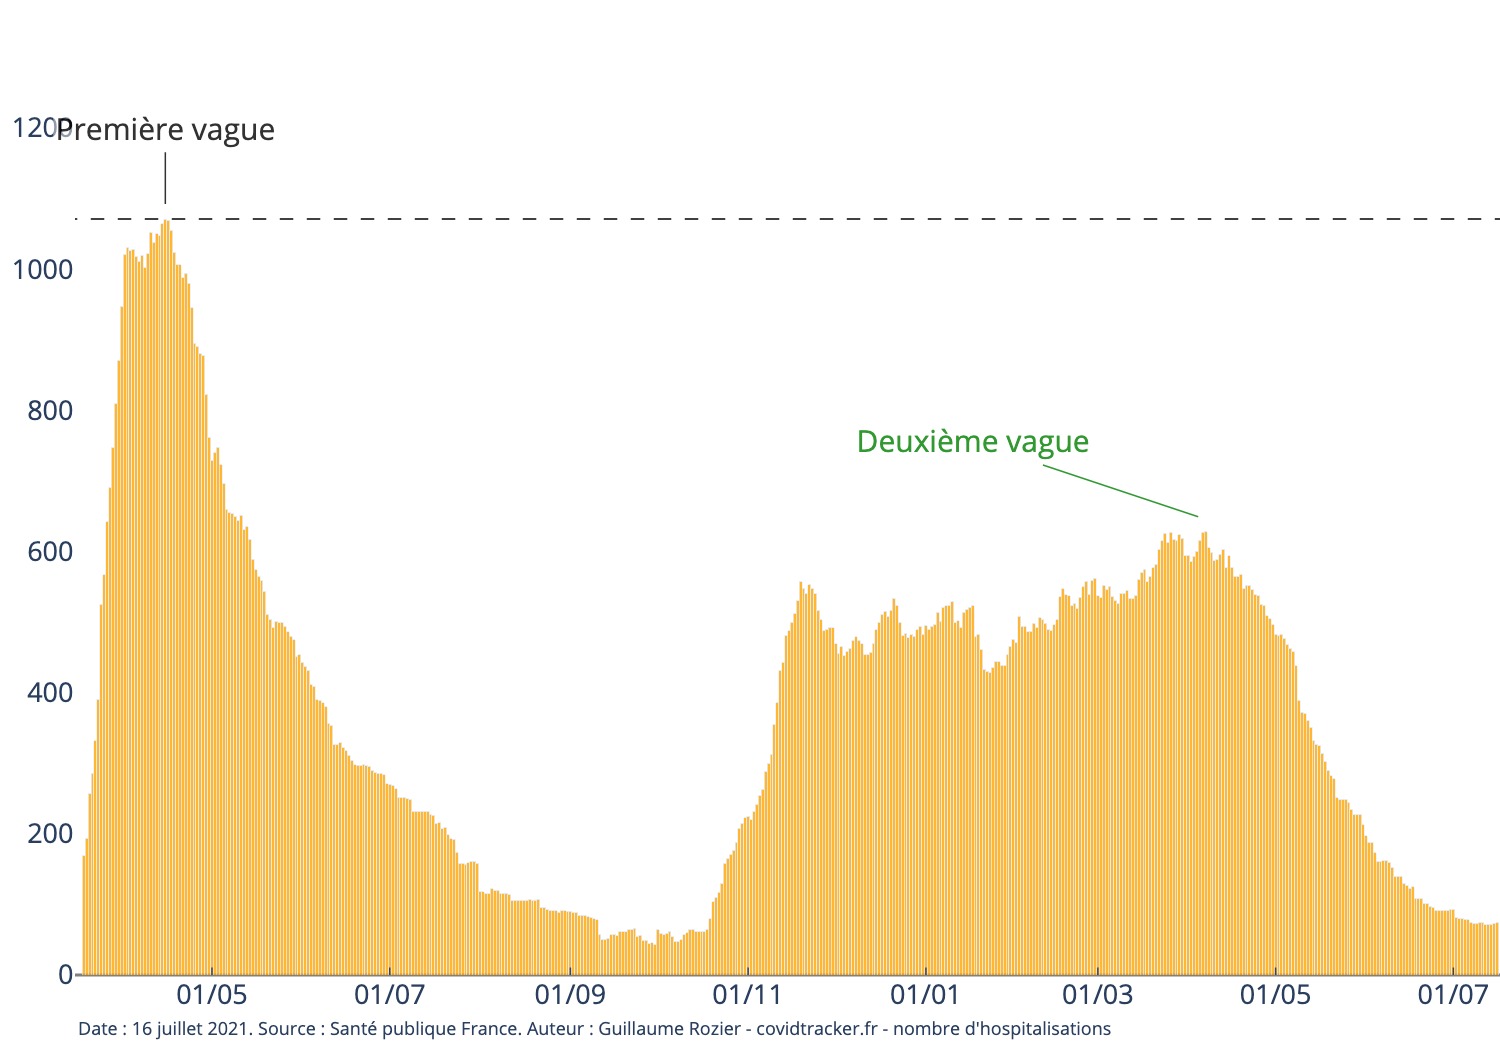 1200
Première vague
1000
800
Deuxième vague
600
400
200
0
01/05 01/07 01/09 01/11 01/01 01/03 01/05 01/07
Date : 16 juillet 2021. Source : Santé publique France. Auteur : Guillaume Rozier - covidtracker.fr - nombre d'hospitalisations